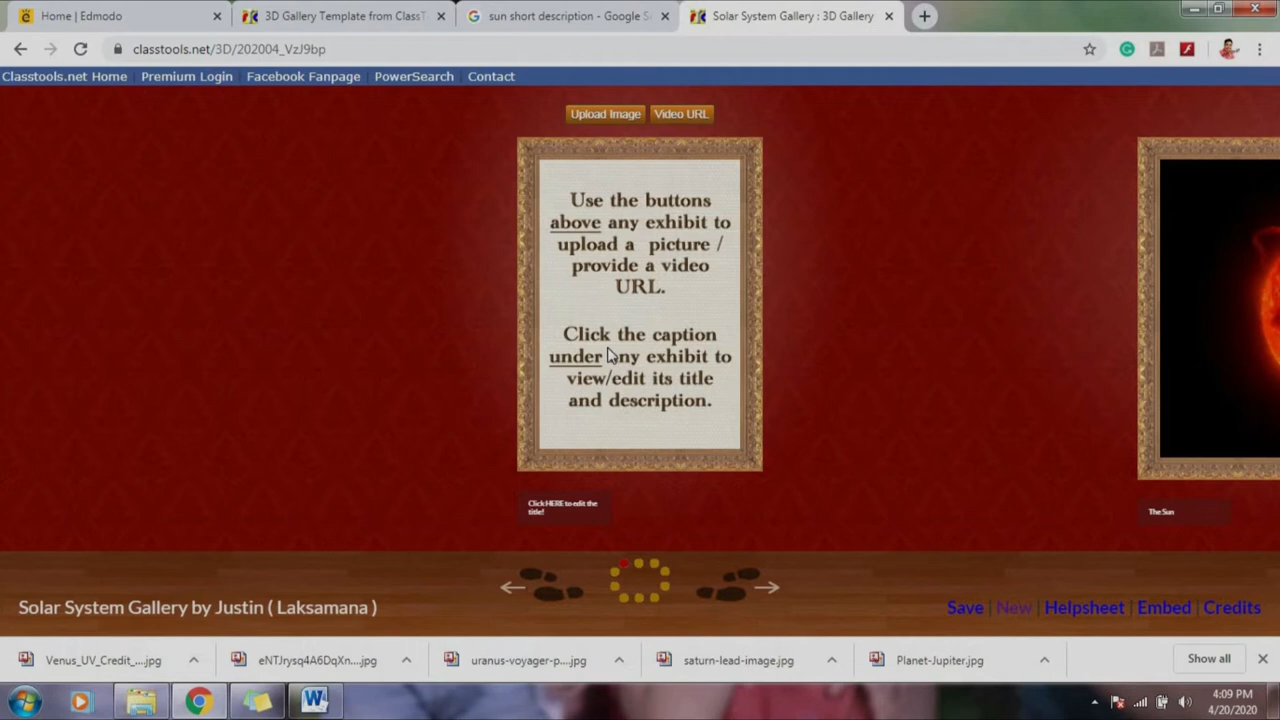 Home | Edmodo
3D Gallery Template from ClassT
sun short description - Google S
Solar System Gallery : 3D Gallery
classtools.net/3D/202004_VzJ9bp
Classtools.net Home
Premium Login
Facebook Fanpage
PowerSearch
Contact
Upload Image
Video URL
Use the buttons
above any exhibit to
upload a picture /
provide a video
URL.
Click the caption
under any exhibit to
view/edit its title
and description.
Click HERE to edit the
title!
The Sun
Solar System Gallery by Justin ( Laksamana )
Save | New | Helpsheet | Embed | Credits
Venus_UV_Credit_....jpg
eNTJrysq4A6DqXn....jpg
uranus-voyager-p....jpg
saturn-lead-image.jpg
Planet-Jupiter.jpg
Show all
4:09 PM
4/20/2020